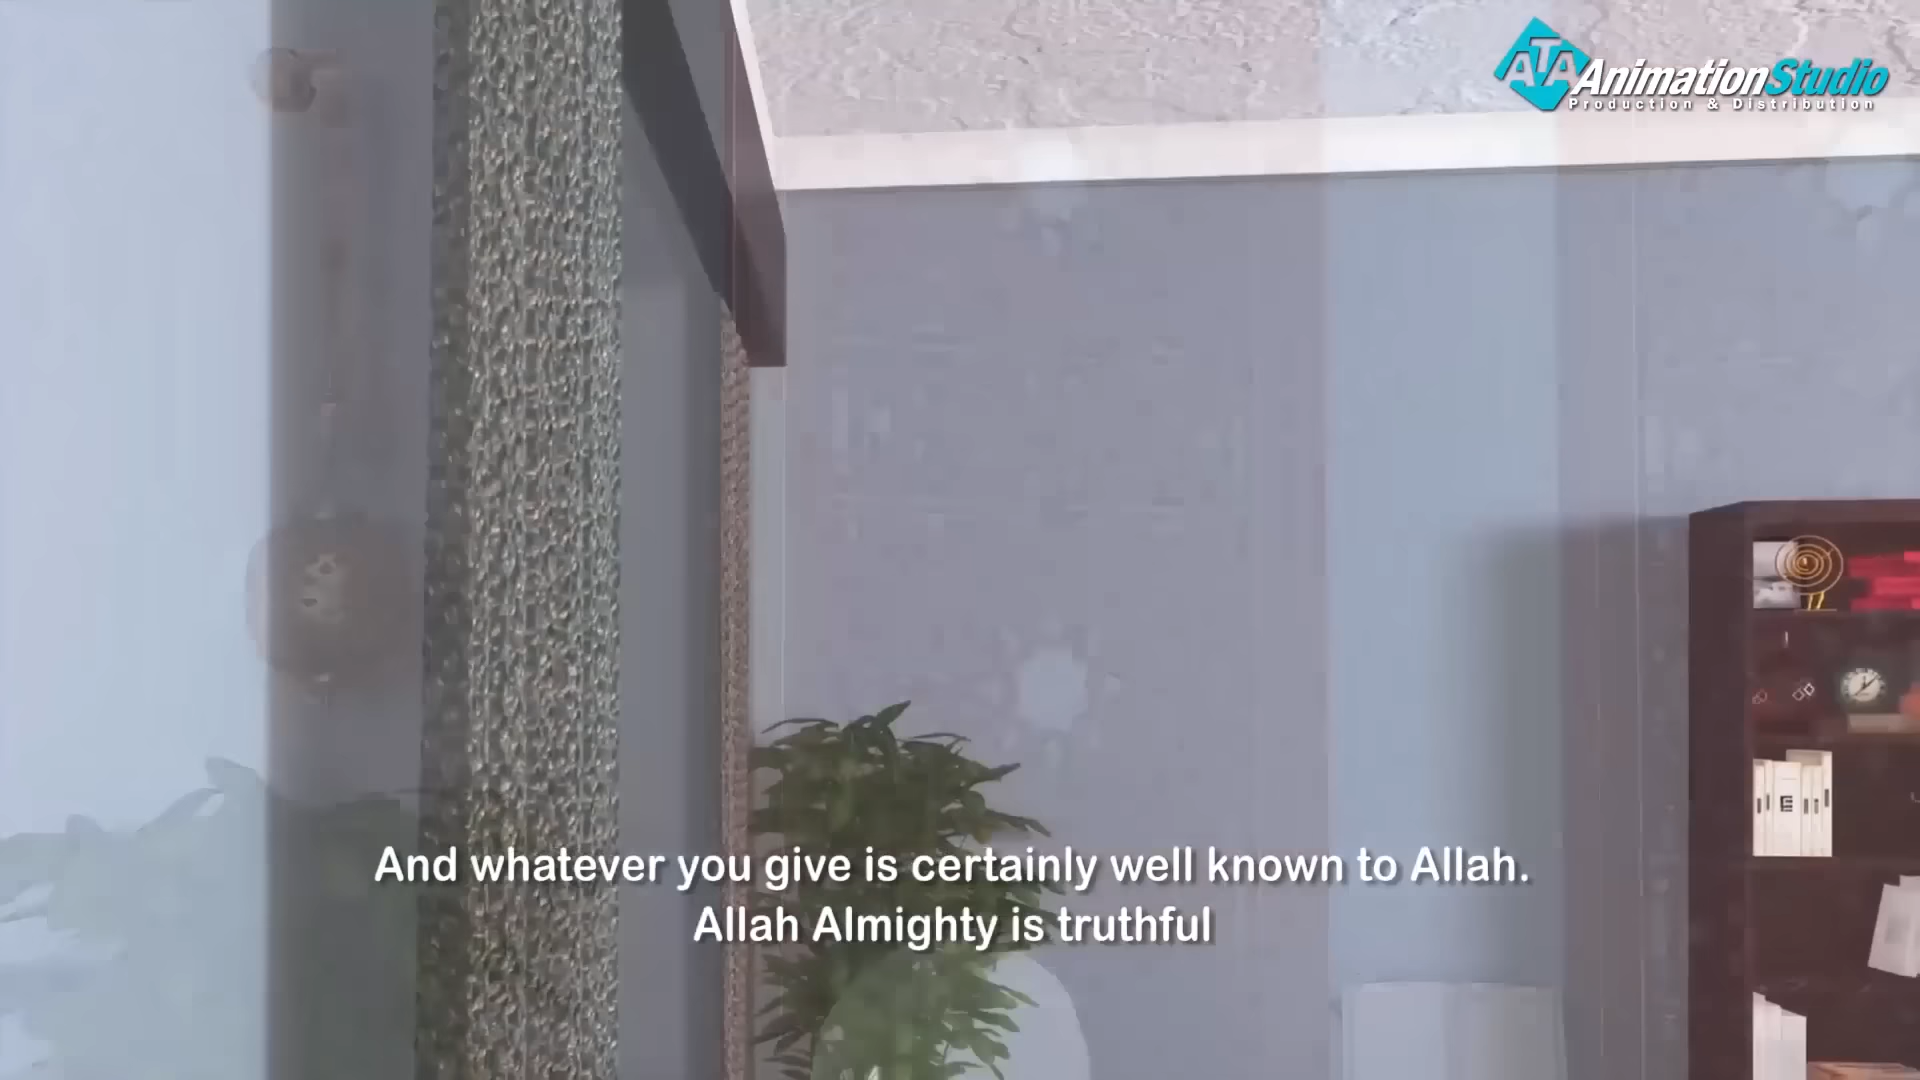 ATA AnimationStudio
Production & Distribution
And whatever you give is certainly well known to Allah.
Allah Almighty is truthful